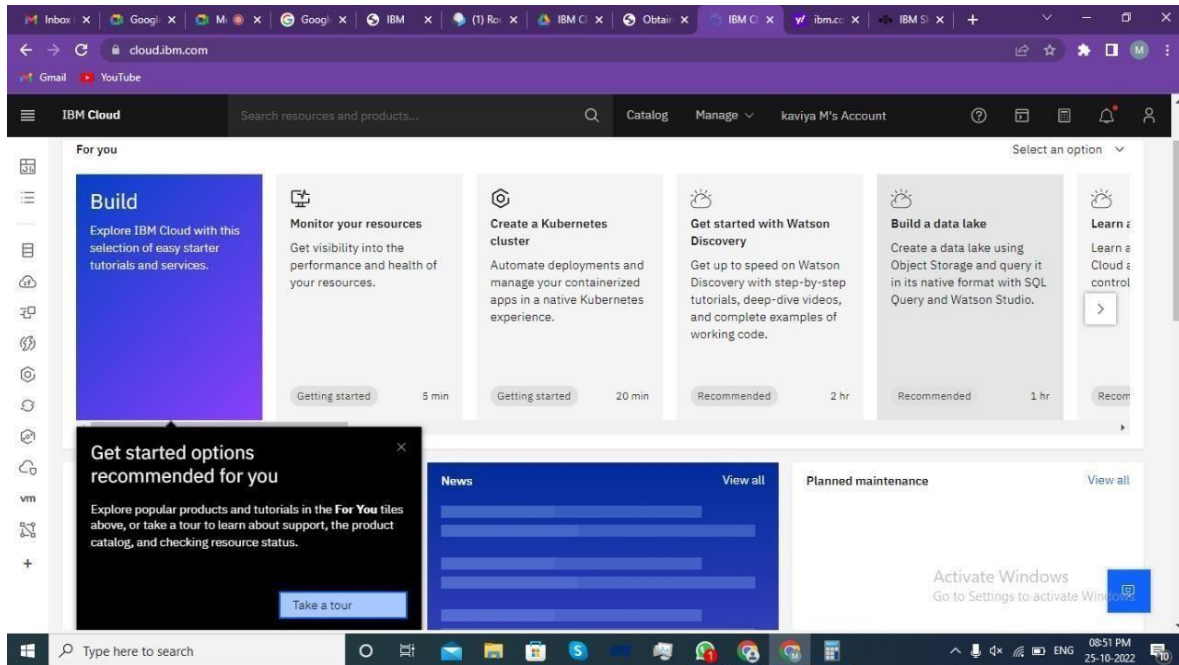 Inbox
Googl
M
Googl
IBM
(1) Ro
IBM C
Obtain
IBM C
ibm.co
IBM S
cloud.ibm.com
M
Gmail
YouTube
IBM Cloud
Search resources and products...
Catalog
Manage
kaviya M's Account
For you
Select an option
Build
Explore IBM Cloud with this
selection of easy starter
tutorials and services.
Monitor your resources
Get visibility into the
performance and health of
your resources.
Getting started
5 min
Create a Kubernetes
cluster
Automate deployments and
manage your containerized
apps in a native Kubernetes
experience.
Getting started
20 min
Get started with Watson
Discovery
Get up to speed on Watson
Discovery with step-by-step
tutorials, deep-dive videos,
and complete examples of
working code.
Recommended
2 hr
Build a data lake
Create a data lake using
Object Storage and query it
in its native format with SQL
Query and Watson Studio.
Recommended
1 hr
Learn a
Learn a
Cloud a
control
Recom
vm
Get started options
recommended for you
Explore popular products and tutorials in the For You tiles
above, or take a tour to learn about support, the product
catalog, and checking resource status.
Take a tour
News
View all
Planned maintenance
View all
Activate Windows
Go to Settings to activate Windows.
Type here to search
ENG
08:51 PM
25-10-2022